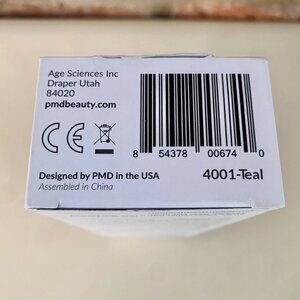 Age Sciences Inc
Draper Utah
84020
pmdbeauty.com
CE
8 54378 00674 0
Designed by PMD in the USA
4001-Teal
Assembled in China